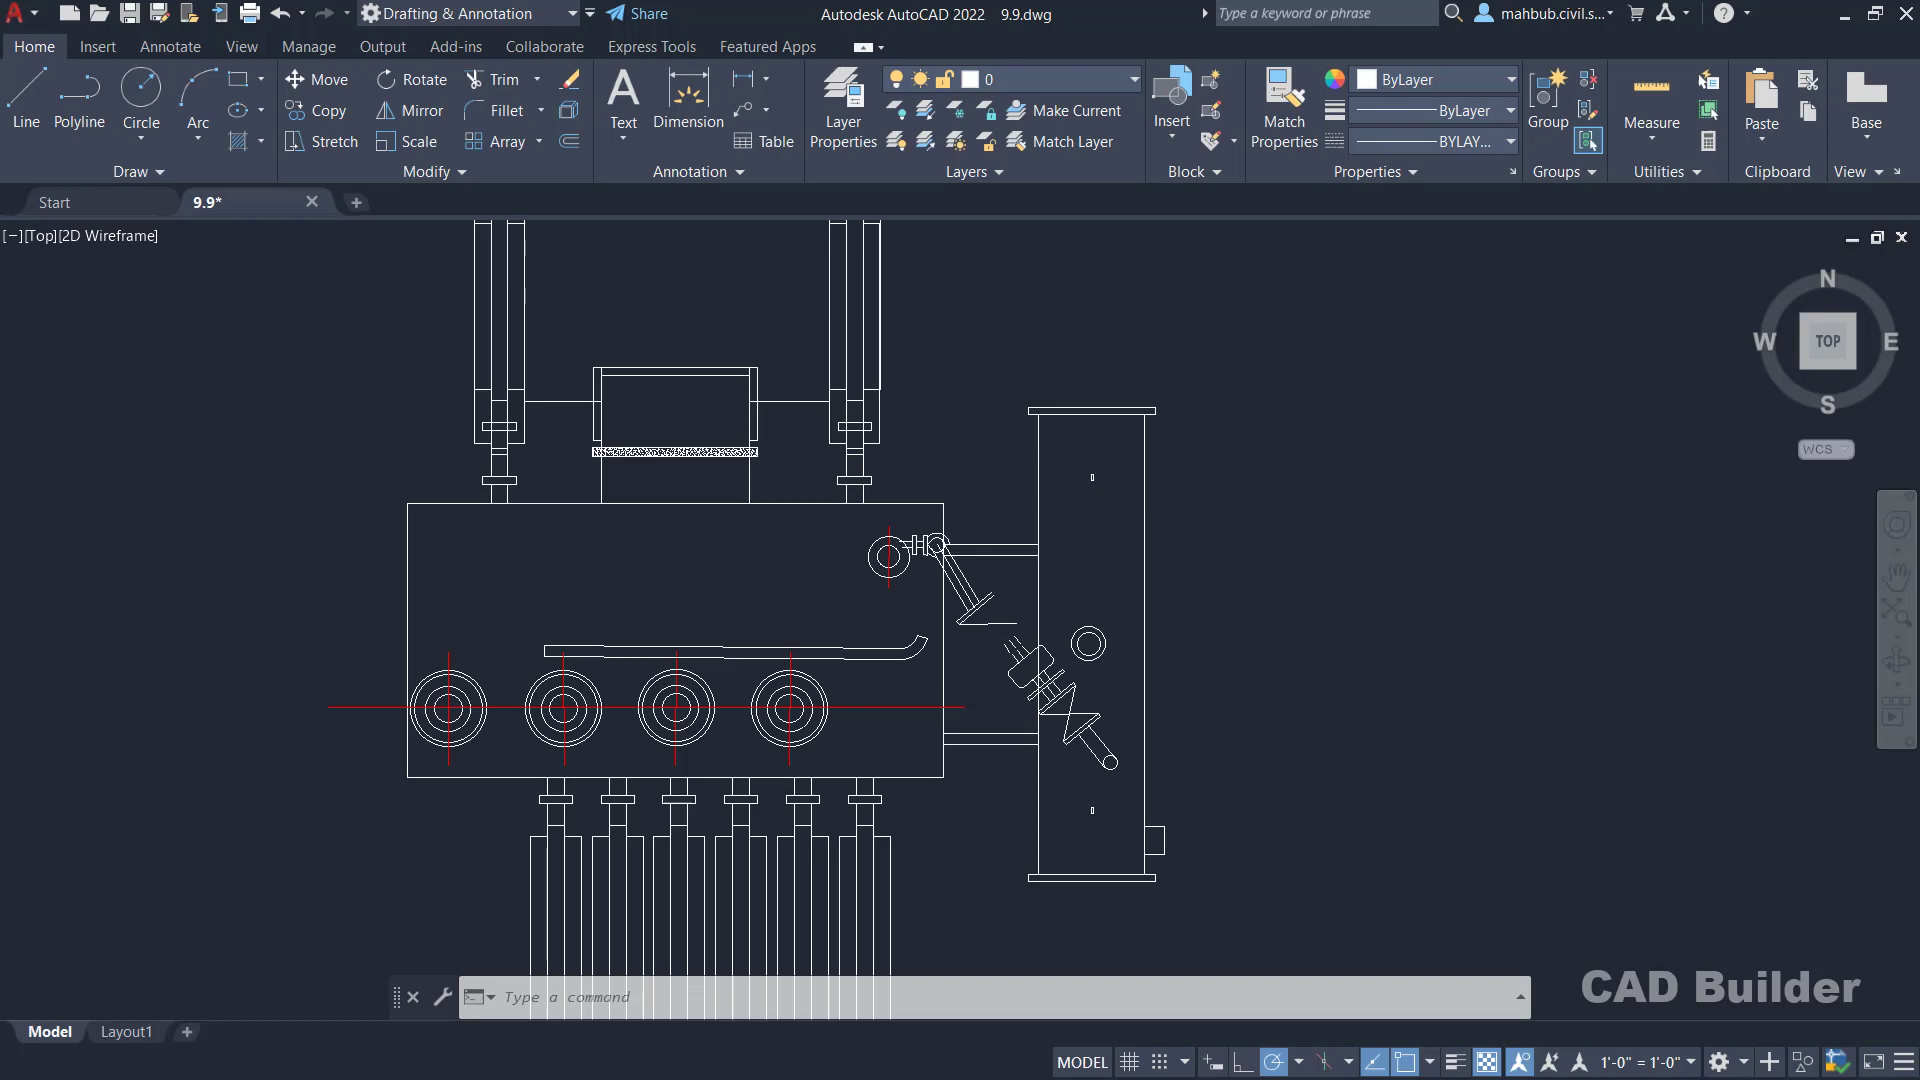 Drafting & Annotation
Share
Autodesk AutoCAD 2022 9.9.dwg
Type a keyword or phrase
mahbub.civil.s...
Home Insert Annotate View Manage Output Add-ins Collaborate Express Tools Featured Apps
Line
Polyline
Circle
Arc
Draw
Move
Rotate
Trim
Copy
Mirror
Fillet
Stretch
Scale
Array
Modify
Text
Dimension
Table
Annotation
Layer
Properties
0
Make Current
Match Layer
Layers
Insert
Block
Match
Properties
ByLayer
ByLayer
BYLAY...
Properties
Group
Groups
Measure
Utilities
Paste
Clipboard
Base
View
Start
9.9*
[−][Top][2D Wireframe]
N
W
TOP
E
S
WCS
Type a command
CAD Builder
Model
Layout1
MODEL
1'-0" = 1'-0"